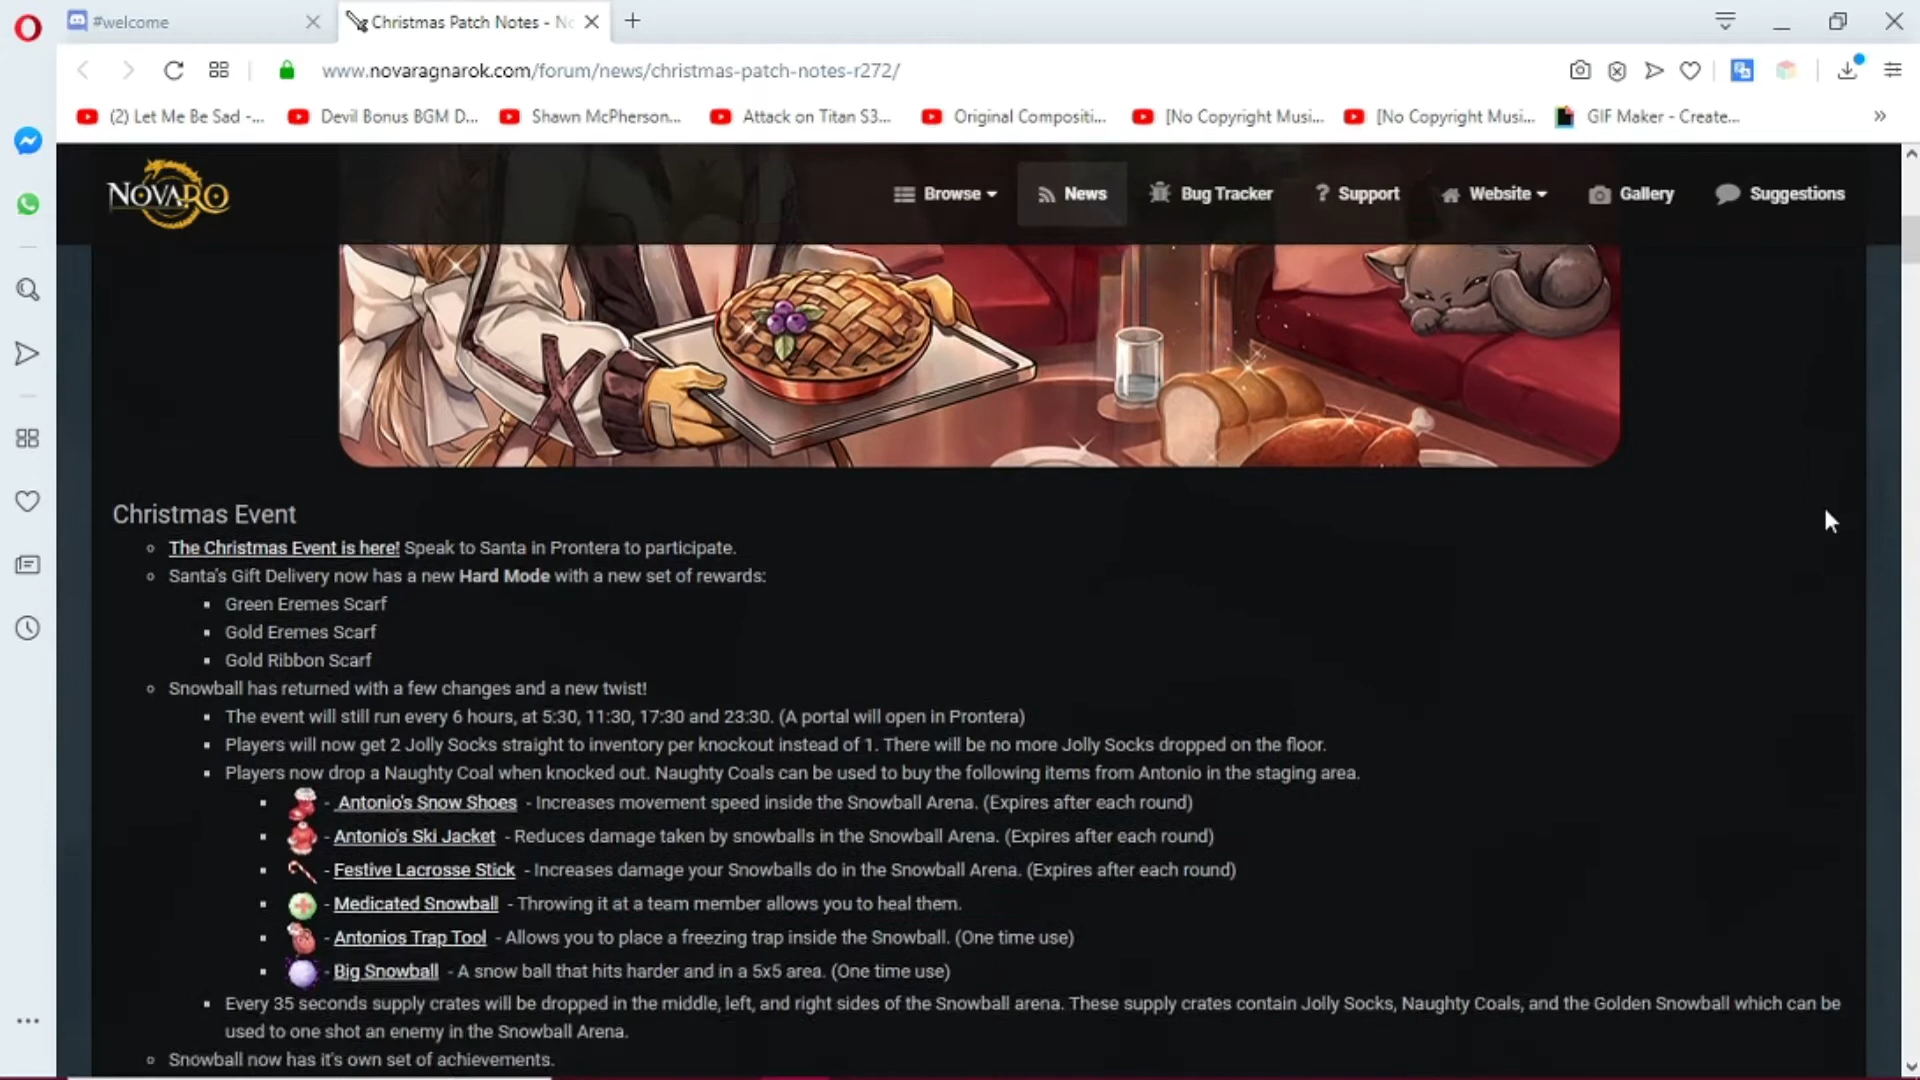 #welcome
Christmas Patch Notes - No
www.novaragnarok.com/forum/news/christmas-patch-notes-r272/
(2) Let Me Be Sad -...
Devil Bonus BGM D...
Shawn McPherson...
Attack on Titan S3...
Original Compositi...
[No Copyright Musi...
[No Copyright Musi...
GIF Maker - Create...
NOVARO
Browse
News
Bug Tracker
? Support
Website
Gallery
Suggestions
Christmas Event
The Christmas Event is here! Speak to Santa in Prontera to participate.
Santa's Gift Delivery now has a new Hard Mode with a new set of rewards:
Green Eremes Scarf
Gold Eremes Scarf
Gold Ribbon Scarf
Snowball has returned with a few changes and a new twist!
The event will still run every 6 hours, at 5:30, 11:30, 17:30 and 23:30. (A portal will open in Prontera)
Players will now get 2 Jolly Socks straight to inventory per knockout instead of 1. There will be no more Jolly Socks dropped on the floor.
Players now drop a Naughty Coal when knocked out. Naughty Coals can be used to buy the following items from Antonio in the staging area.
- Antonio's Snow Shoes - Increases movement speed inside the Snowball Arena. (Expires after each round)
- Antonio's Ski Jacket - Reduces damage taken by snowballs in the Snowball Arena. (Expires after each round)
- Festive Lacrosse Stick - Increases damage your Snowballs do in the Snowball Arena. (Expires after each round)
- Medicated Snowball - Throwing it at a team member allows you to heal them.
- Antonios Trap Tool - Allows you to place a freezing trap inside the Snowball. (One time use)
- Big Snowball - A snow ball that hits harder and in a 5x5 area. (One time use)
Every 35 seconds supply crates will be dropped in the middle, left, and right sides of the Snowball arena. These supply crates contain Jolly Socks, Naughty Coals, and the Golden Snowball which can be
used to one shot an enemy in the Snowball Arena.
Snowball now has it's own set of achievements.